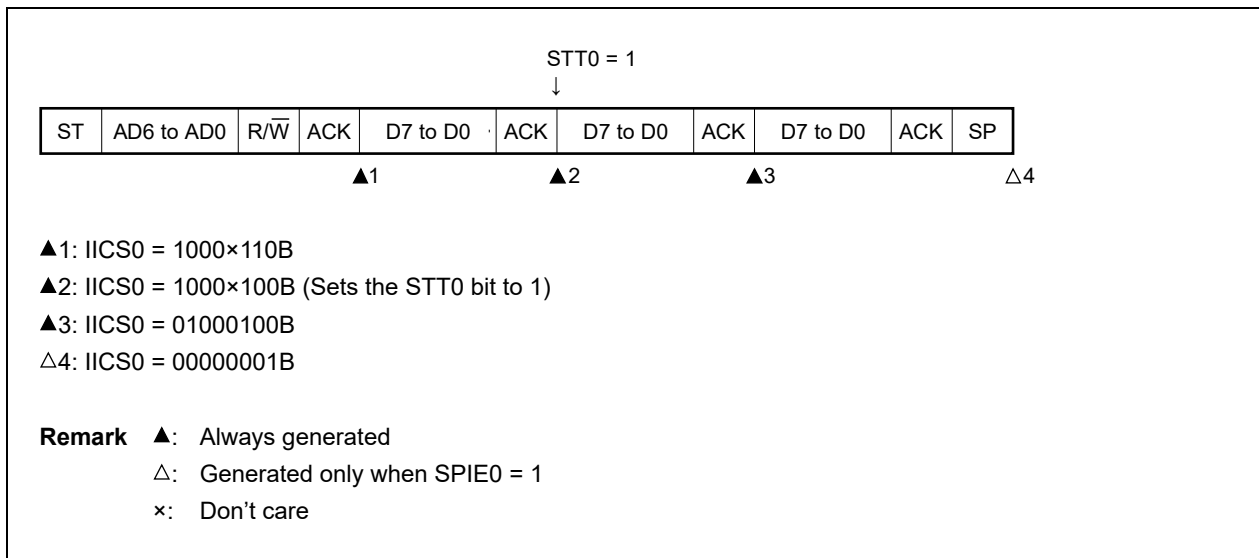 STT0 = 1
↓
ST AD6 to AD0 R/W̅ ACK D7 to D0 ACK D7 to D0 ACK D7 to D0 ACK SP
▲1 ▲2 ▲3 △4
▲1: IICS0 = 1000×110B
▲2: IICS0 = 1000×100B (Sets the STT0 bit to 1)
▲3: IICS0 = 01000100B
△4: IICS0 = 00000001B
Remark ▲: Always generated
△: Generated only when SPIE0 = 1
×: Don’t care